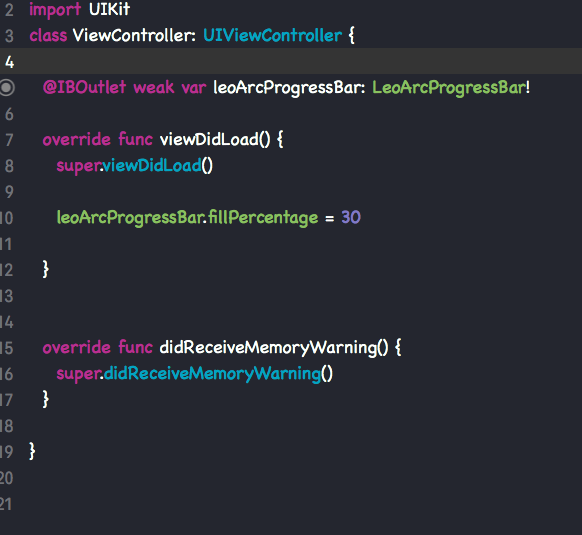 2 import UIKit
3 class ViewController: UIViewController {
4
@IBOutlet weak var leoArcProgressBar: LeoArcProgressBar!
6
7 override func viewDidLoad() {
8 super.viewDidLoad()
9
10 leoArcProgressBar.fillPercentage = 30
11
12 }
13
14
15 override func didReceiveMemoryWarning() {
16 super.didReceiveMemoryWarning()
17 }
18
19 }
20
21